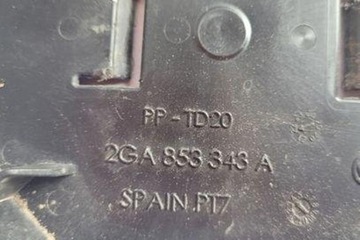 PP-TD20
2GA 853 343 A
SPAIN PT7